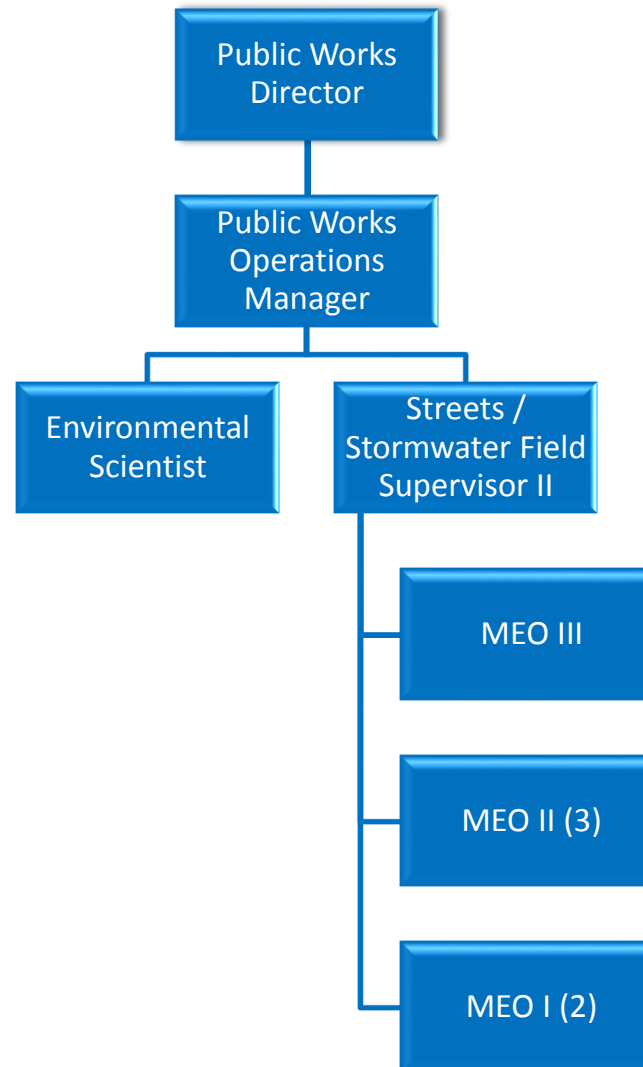 Public Works
Director
Public Works
Operations
Manager
Environmental
Scientist
Streets /
Stormwater Field
Supervisor II
MEO III
MEO II (3)
MEO I (2)